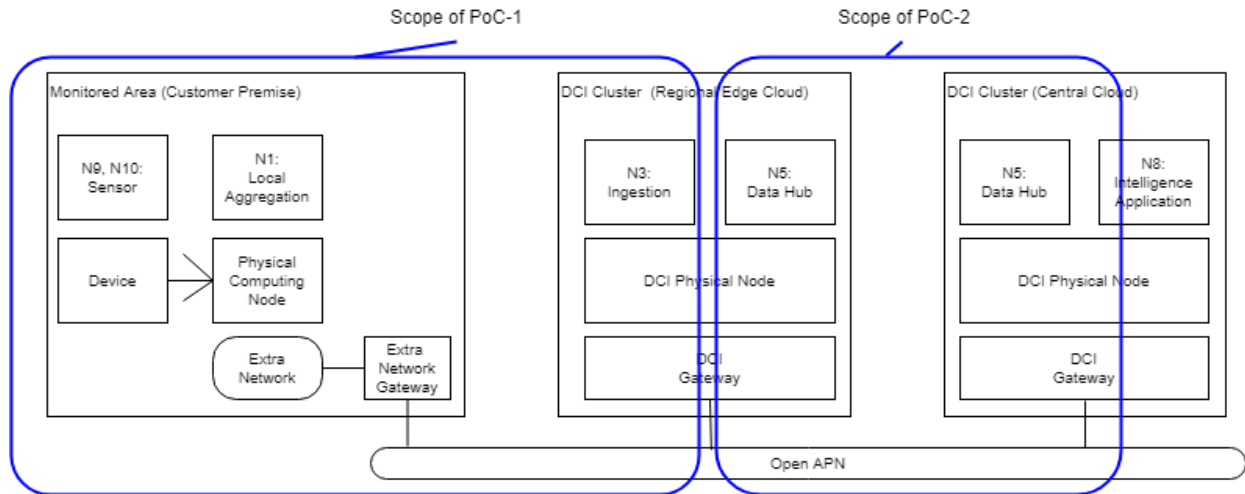 Scope of PoC-1
Scope of PoC-2
Monitored Area (Customer Premise)
N9, N10:
Sensor
N1:
Local
Aggregation
Device
Physical
Computing
Node
Extra
Network
Extra
Network
Gateway
DCI Cluster (Regional Edge Cloud)
N3:
Ingestion
N5:
Data Hub
DCI Physical Node
DCI
Gateway
DCI Cluster (Central Cloud)
N5:
Data Hub
N8:
Intelligence
Application
DCI Physical Node
DCI
Gateway
Open APN